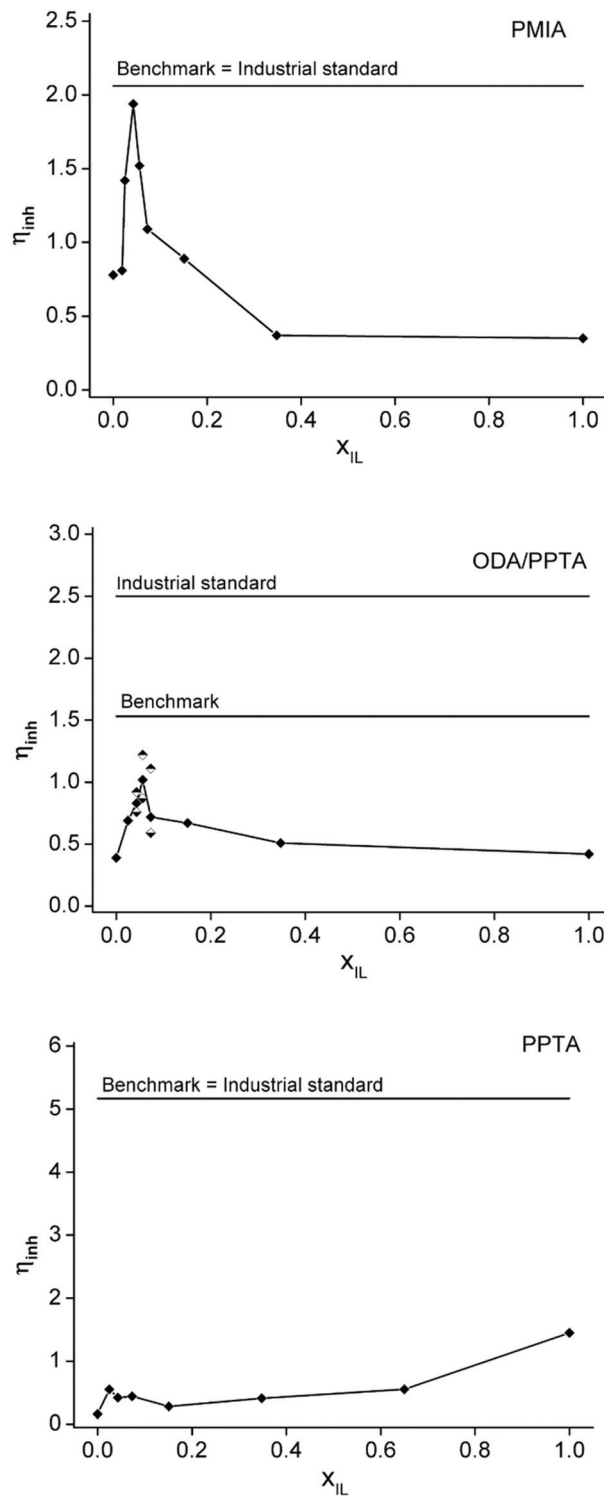 PMIA
2.5
Benchmark = Industrial standard
2.0
1.5
1.0
0.5
0.0
ηinh
0.0 0.2 0.4 0.6 0.8 1.0
XIL
ODA/PPTA
3.0
Industrial standard
2.5
2.0
Benchmark
1.5
1.0
0.5
0.0
ηinh
0.0 0.2 0.4 0.6 0.8 1.0
XIL
PPTA
6
Benchmark = Industrial standard
5
4
3
2
1
0
ηinh
0.0 0.2 0.4 0.6 0.8 1.0
XIL